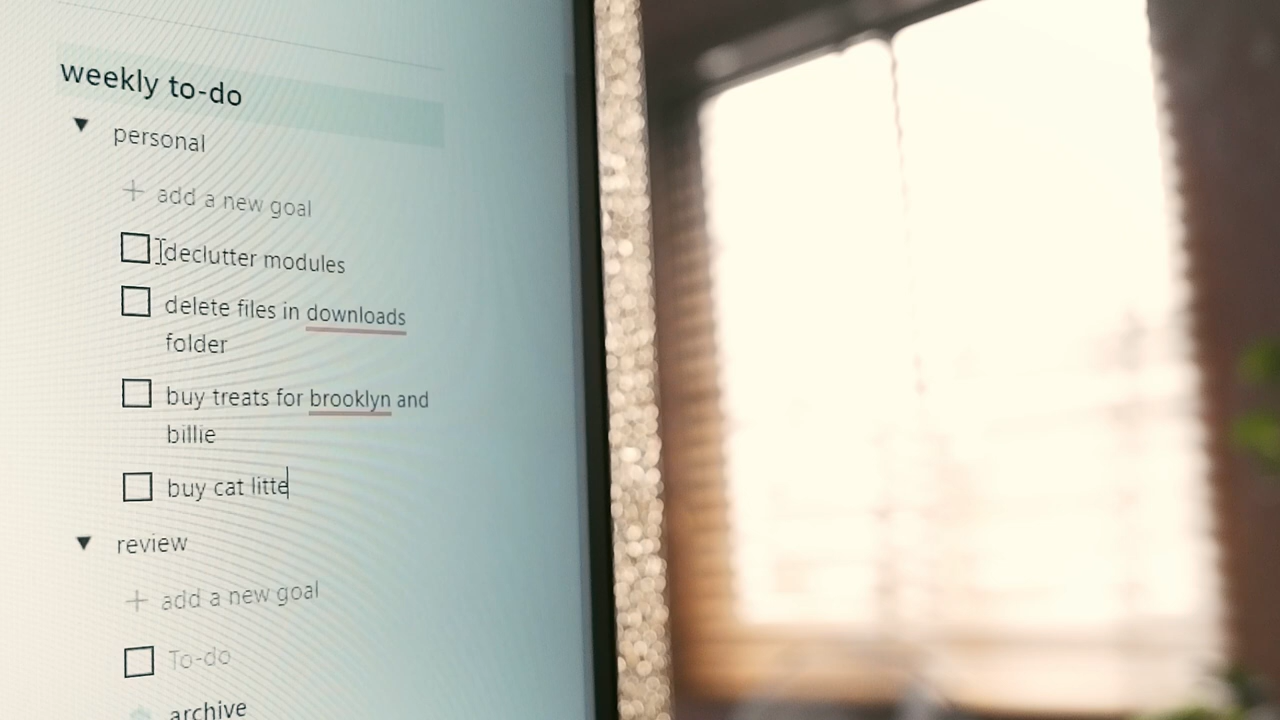 weekly to-do
personal
+ add a new goal
declutter modules
delete files in downloads
folder
buy treats for brooklyn and
billie
buy cat litte
review
+ add a new goal
To-do
archive